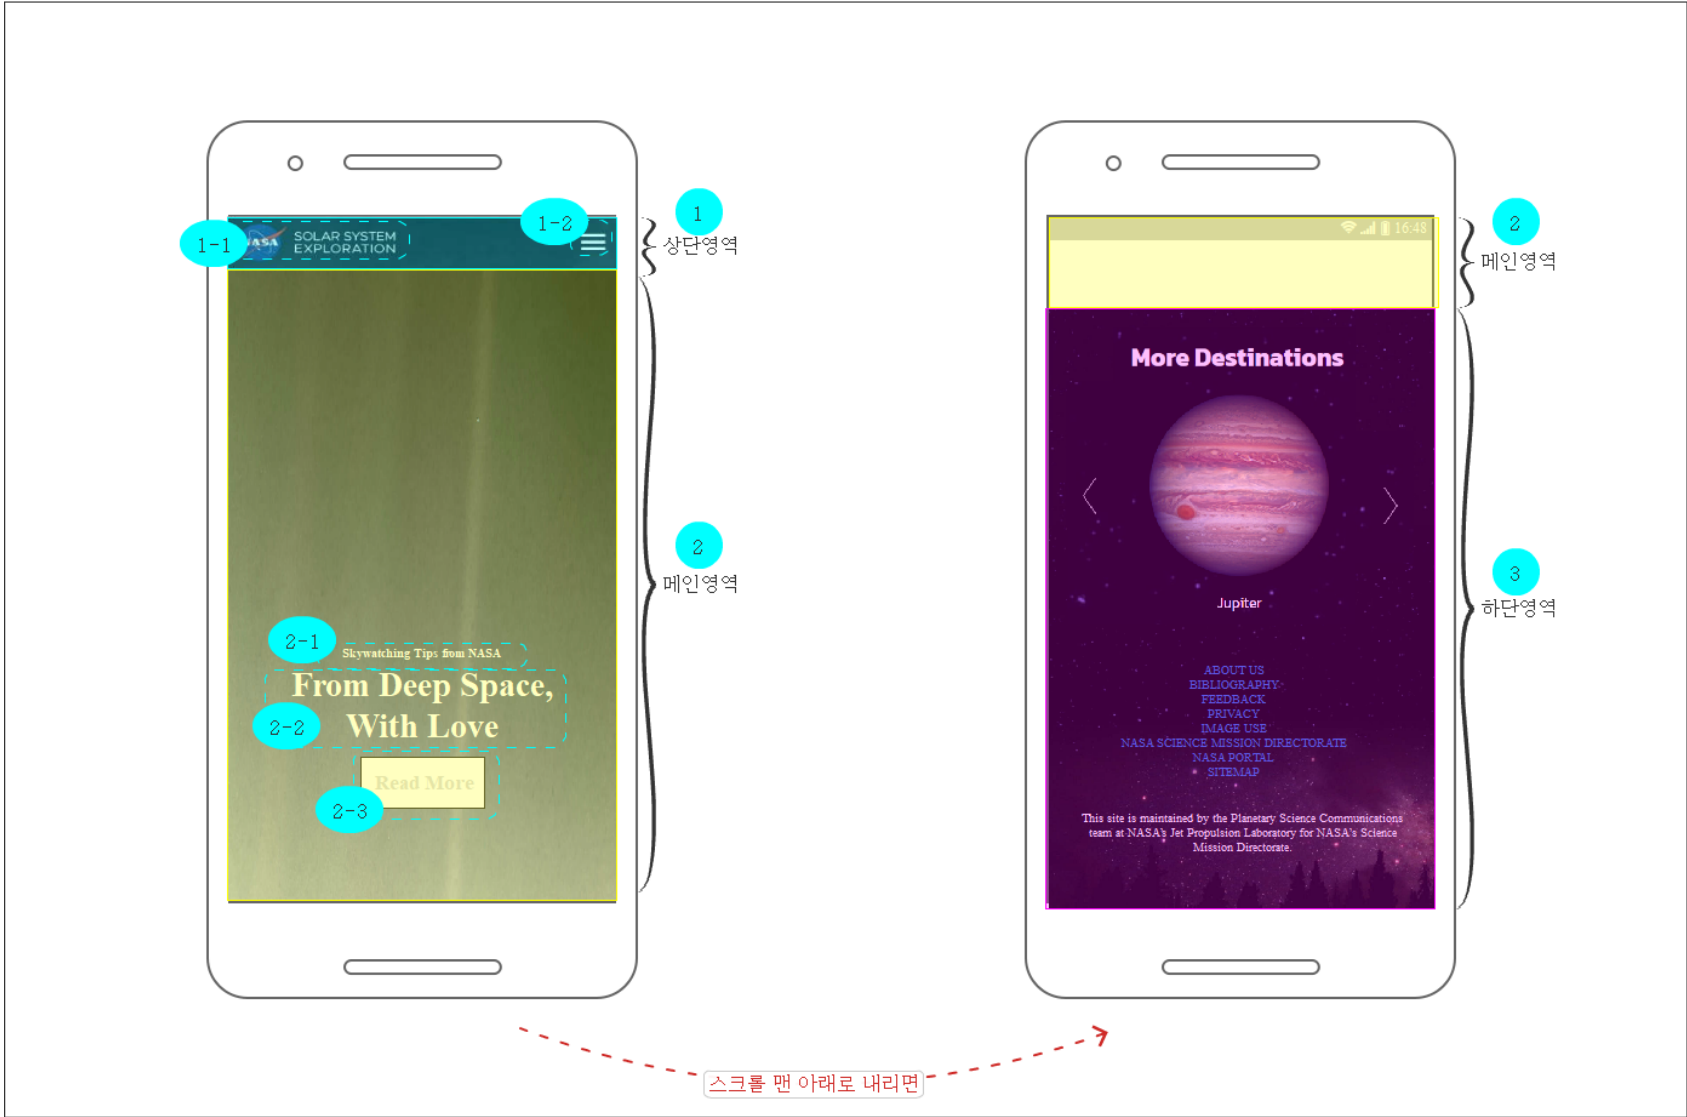 1-1
NASA
SOLAR SYSTEM
EXPLORATION
1-2
1
상단영역
2
메인영역
2-1
Skywatching Tips from NASA
2-2
From Deep Space,
With Love
2-3
Read More
16:48
2
메인영역
More Destinations
Jupiter
3
하단영역
ABOUT US
BIBLIOGRAPHY
FEEDBACK
PRIVACY
IMAGE USE
NASA SCIENCE MISSION DIRECTORATE
NASA PORTAL
SITEMAP
This site is maintained by the Planetary Science Communications
team at NASA's Jet Propulsion Laboratory for NASA's Science
Mission Directorate.
스크롤 맨 아래로 내리면